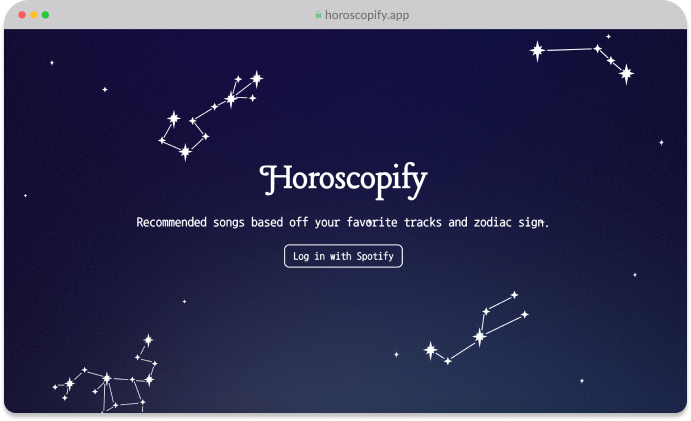 horoscopify.app
Horoscopify
Recommended songs based off your favorite tracks and zodiac sign.
Log in with Spotify